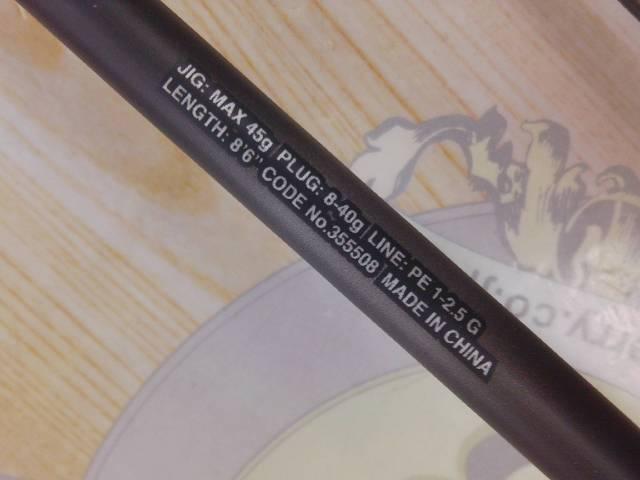 JIG: MAX 45g | PLUG: 8-40g | LINE: PE 1-2.5 G
LENGTH: 8'6" CODE No.355508 | MADE IN CHINA